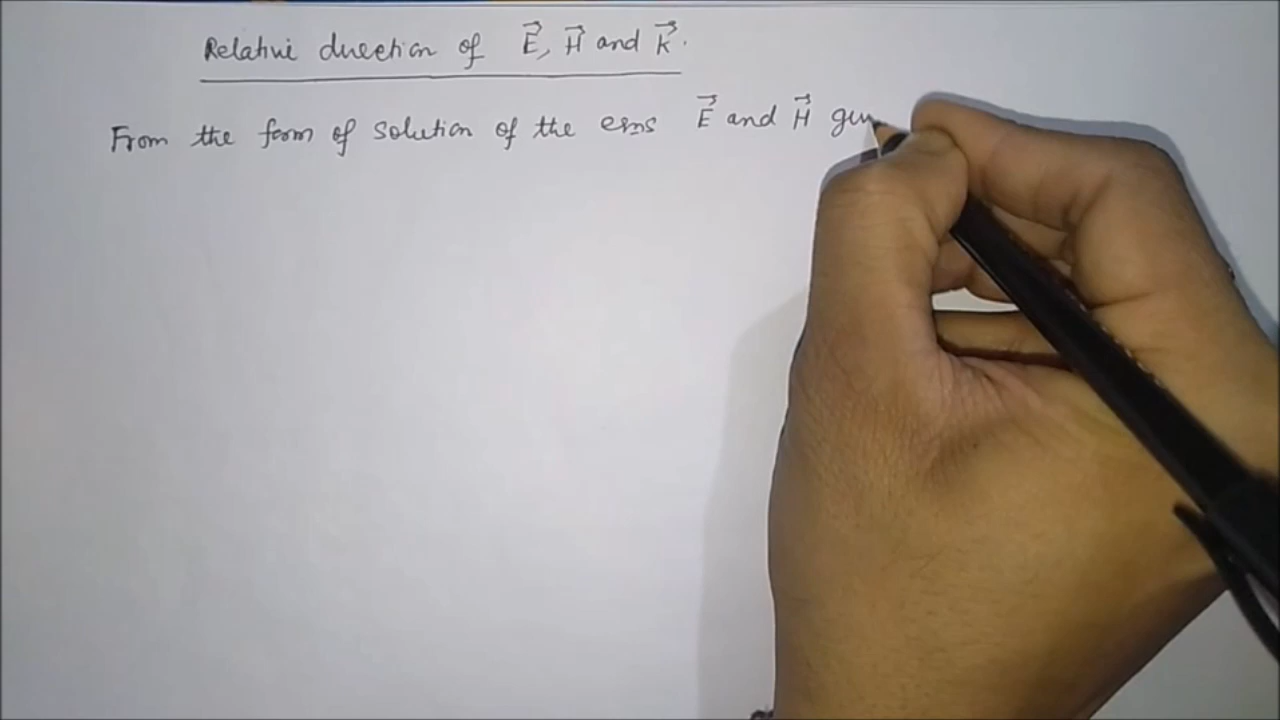 Relative direction of E⃗, H⃗ and K⃗.
From the form of solution of the ems E⃗ and H⃗